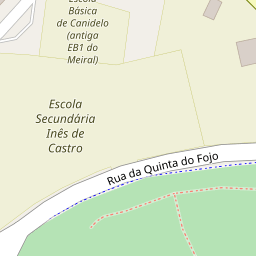 Escola
Básica
de Canidelo
(antiga
EB1 do
Meiral)
Escola
Secundária
Inês de
Castro
Rua da Quinta do Fojo